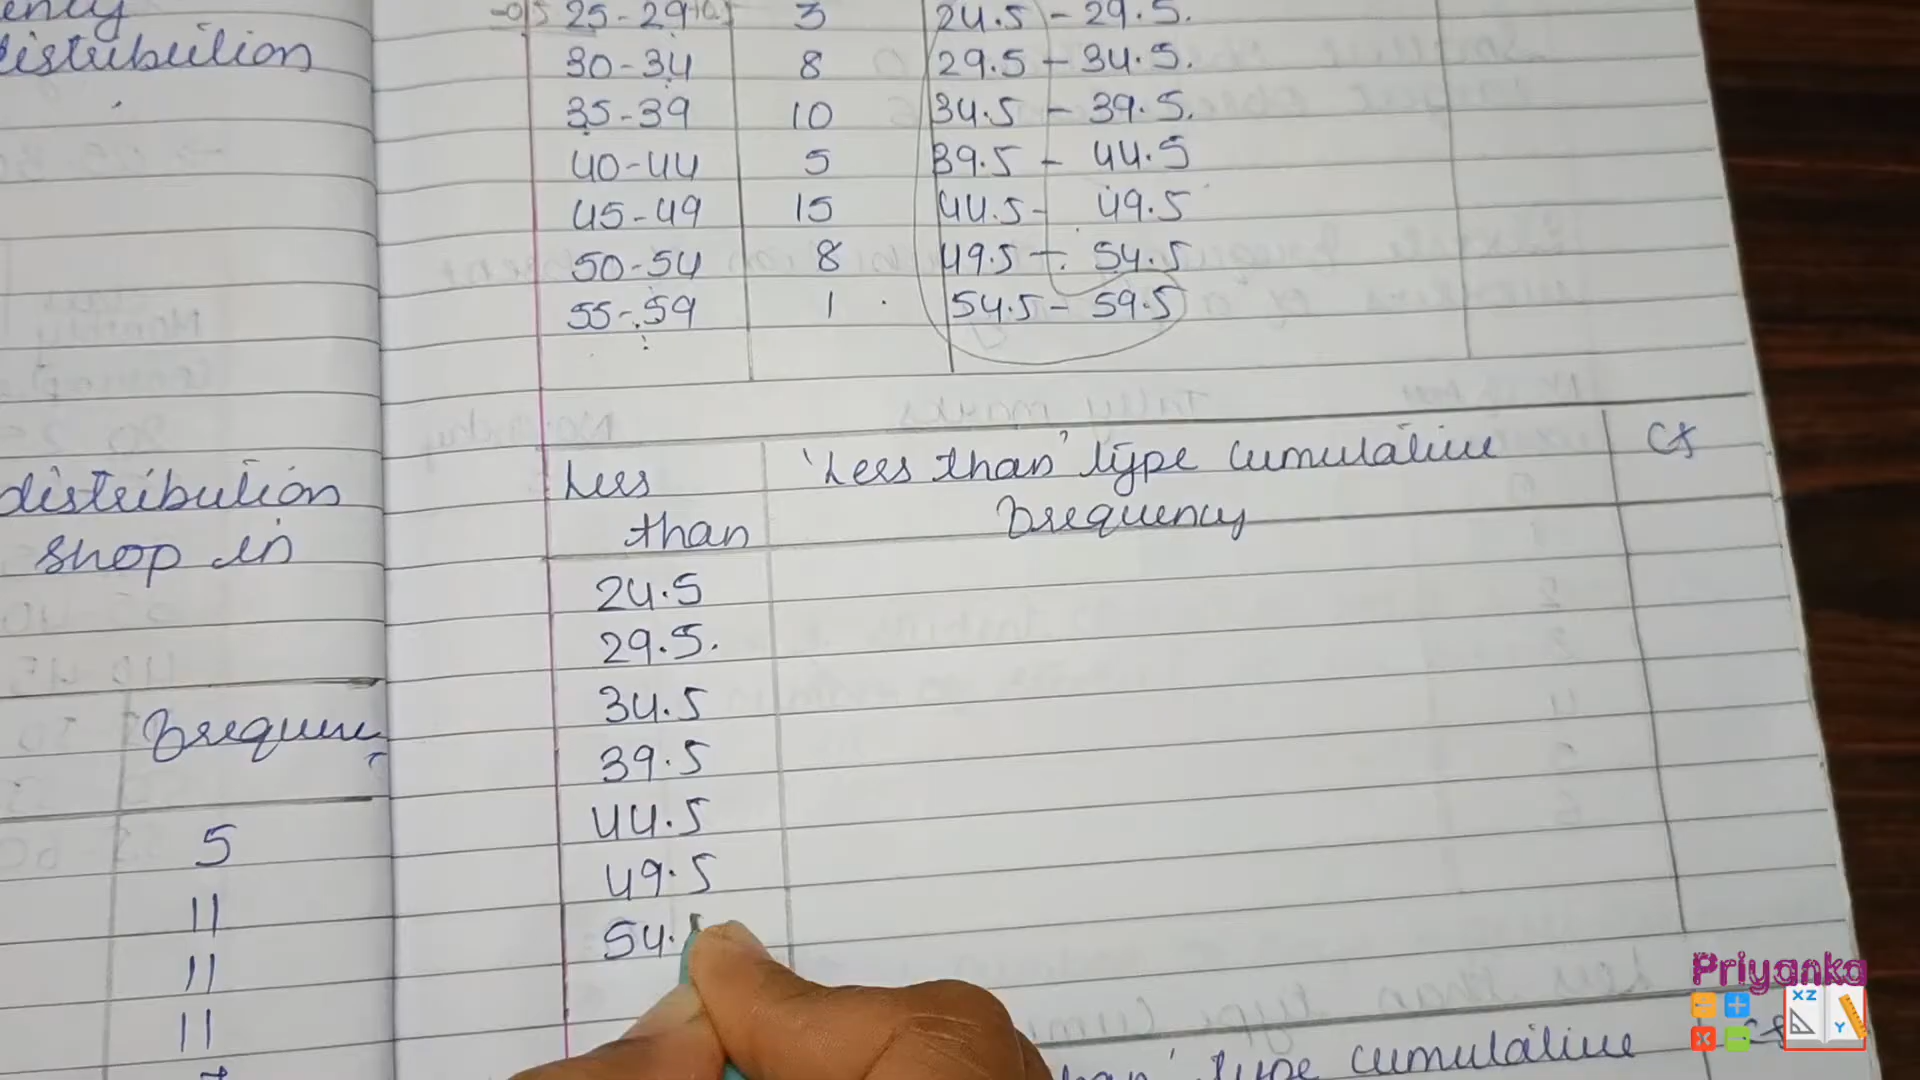 distribution
25-29 3 24.5 - 29.5.
30-34 8 29.5 - 34.5.
35-39 10 34.5 - 39.5.
40-44 5 39.5 - 44.5
45-49 15 44.5- 49.5
50-54 8 49.5 - 54.5
55-59 1 54.5 - 59.5
distribution
shop in
5
11
11
11
Less 'Less than' type cumulative cf
than frequency
24.5
29.5.
34.5
39.5
44.5
49.5
54.
type cumulative cf
Priyanka
XZ
Y